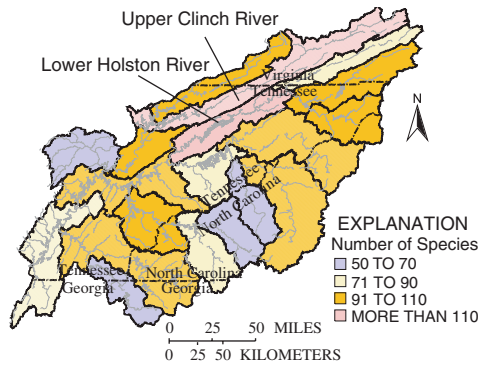 Upper Clinch River
Lower Holston River
Virginia
Tennessee
N
Tennessee
North Carolina
EXPLANATION
Number of Species
50 TO 70
71 TO 90
91 TO 110
MORE THAN 110
Tennessee
Georgia
North Carolina
Georgia
0 25 50 MILES
0 25 50 KILOMETERS